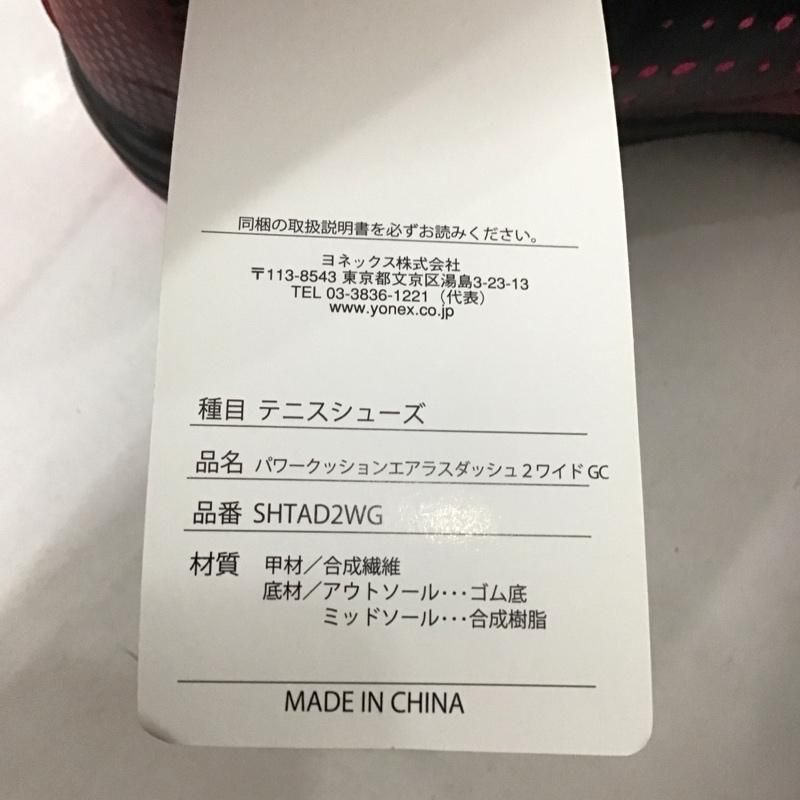 同梱の取扱説明書を必ずお読みください。
ヨネックス株式会社
〒113-8543 東京都文京区湯島3-23-13
TEL 03-3836-1221（代表）
www.yonex.co.jp
種目 テニスシューズ
品名 パワークッションエアラスダッシュ２ワイド GC
品番 SHTAD2WG
材質 甲材／合成繊維
底材／アウトソール･･･ゴム底
ミッドソール･･･合成樹脂
MADE IN CHINA